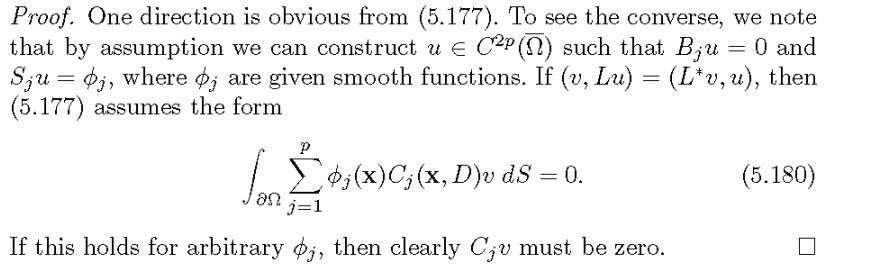 Proof. One direction is obvious from (5.177). To see the converse, we note
that by assumption we can construct u ∈ C^{2p}(\overline{Ω}) such that B_j u = 0 and
S_j u = ϕ_j, where ϕ_j are given smooth functions. If (v, Lu) = (L*v, u), then
(5.177) assumes the form
∫_{∂Ω} ∑_{j=1}^{p} ϕ_j(x)C_j(x, D)v dS = 0. (5.180)
If this holds for arbitrary ϕ_j, then clearly C_j v must be zero. □